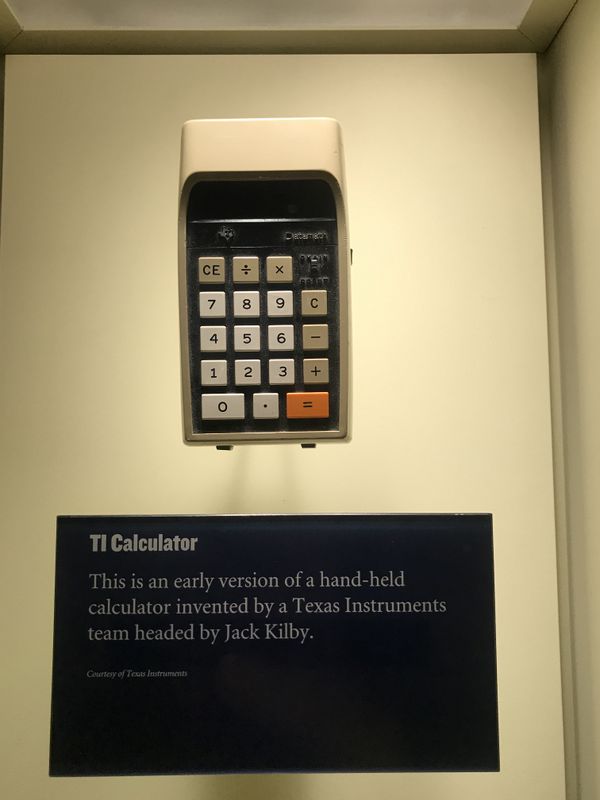 Datamath
CE ÷ ×
7 8 9 C
4 5 6 −
1 2 3 +
0 . =
TI Calculator
This is an early version of a hand-held
calculator invented by a Texas Instruments
team headed by Jack Kilby.
Courtesy of Texas Instruments